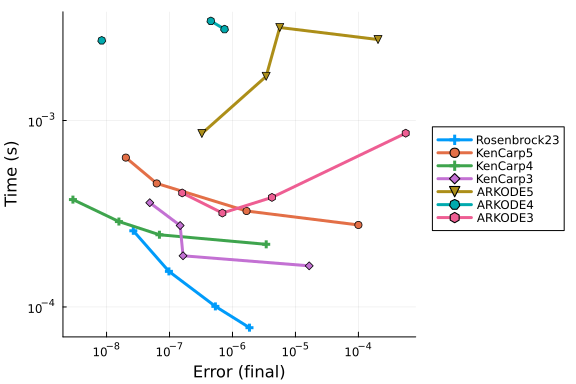 Time (s)
10⁻³
10⁻⁴
10⁻⁸ 10⁻⁷ 10⁻⁶ 10⁻⁵ 10⁻⁴
Error (final)
Rosenbrock23
KenCarp5
KenCarp4
KenCarp3
ARKODE5
ARKODE4
ARKODE3